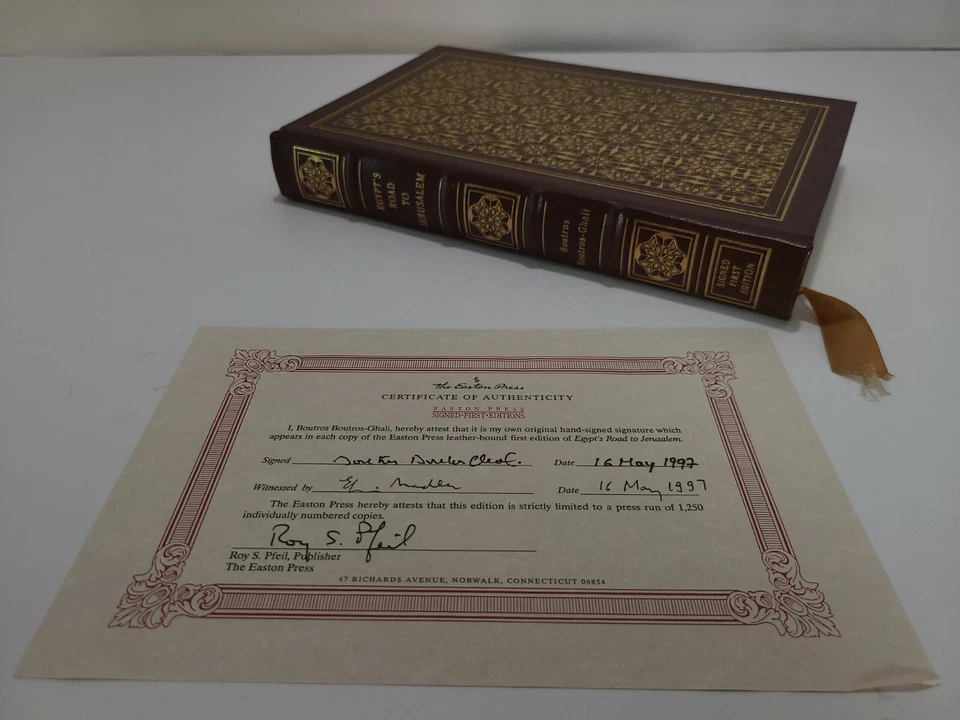 EGYPT'S
ROAD
TO
JERUSALEM
Boutros
Boutros-Ghali
SIGNED
FIRST
EDITION
The Easton Press
CERTIFICATE OF AUTHENTICITY
EASTON PRESS
SIGNED·FIRST·EDITIONS
I, Boutros Boutros-Ghali, hereby attest that it is my own original hand-signed signature which
appears in each copy of the Easton Press leather-bound first edition of Egypt's Road to Jerusalem.
Signed Date 16 May 1997
Witnessed by Date 16 May 1997
The Easton Press hereby attests that this edition is strictly limited to a press run of 1,250
individually numbered copies.
Roy S. Pfeil
Roy S. Pfeil, Publisher
The Easton Press
47 RICHARDS AVENUE, NORWALK, CONNECTICUT 06854